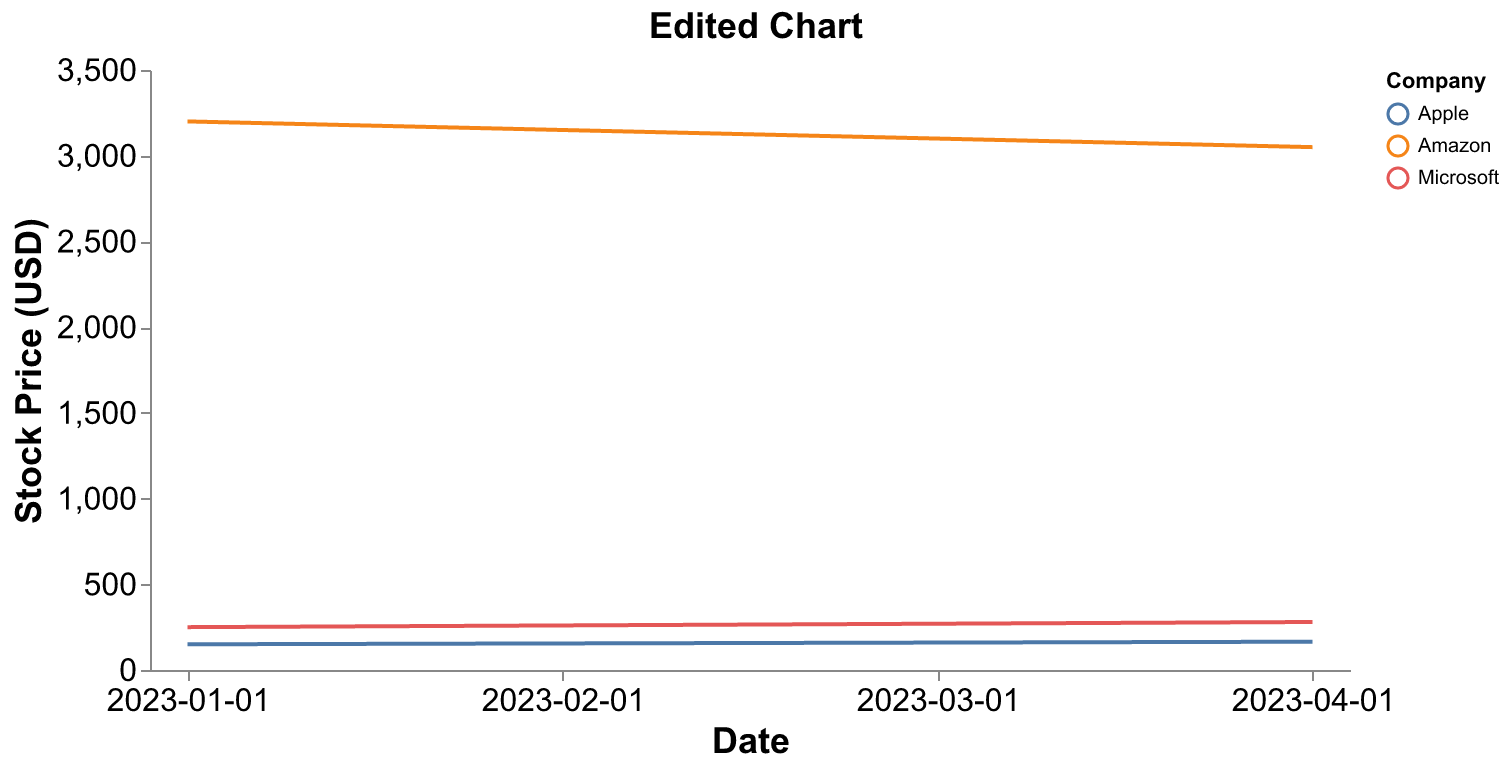 Edited Chart
Stock Price (USD)
3,500
3,000
2,500
2,000
1,500
1,000
500
0
2023-01-01 2023-02-01 2023-03-01 2023-04-01
Date
Company
Apple
Amazon
Microsoft